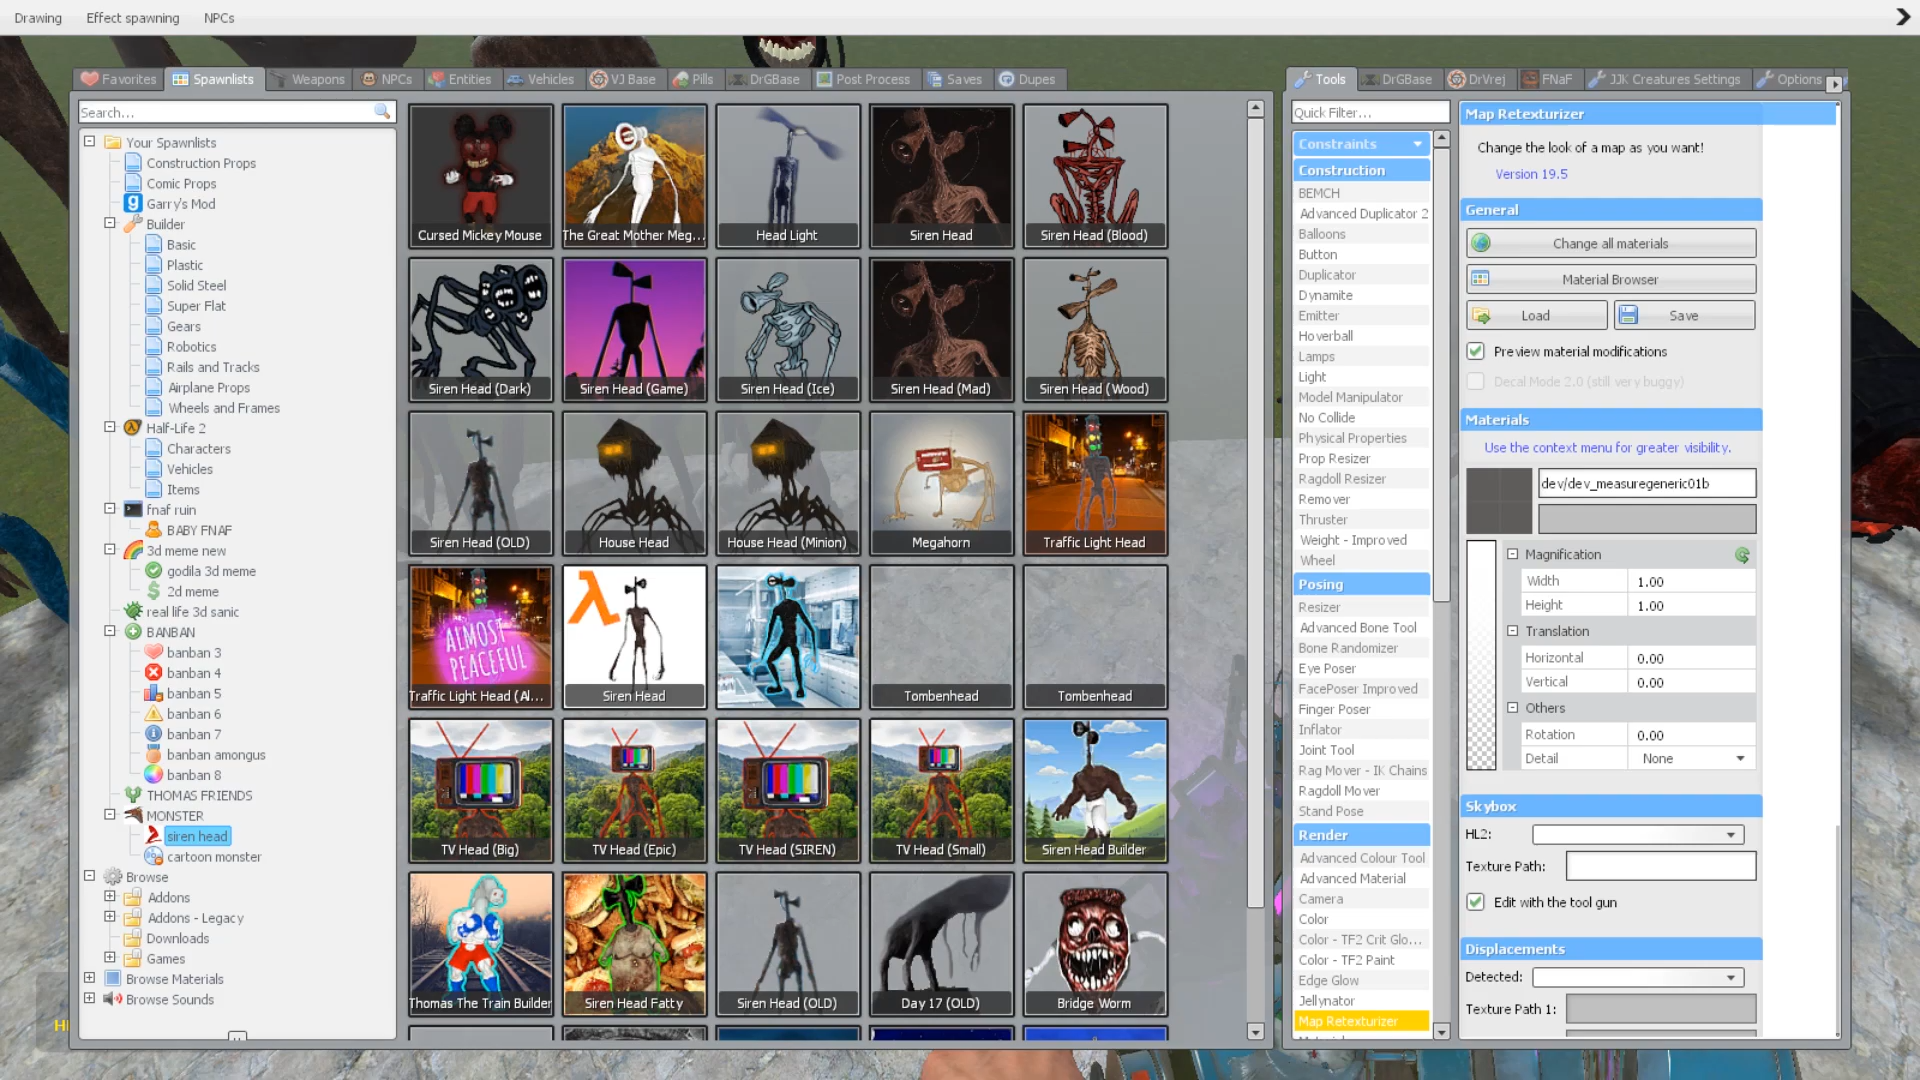 Drawing Effect spawning NPCs
Favorites Spawnlists Weapons NPCs Entities Vehicles VJ Base Pills DrGBase Post Process Saves Dupes
Search...
Your Spawnlists
Construction Props
Comic Props
Garry's Mod
Builder
Basic
Plastic
Solid Steel
Super Flat
Gears
Robotics
Rails and Tracks
Airplane Props
Wheels and Frames
Half-Life 2
Characters
Vehicles
Items
fnaf ruin
BABY FNAF
3d meme new
godila 3d meme
2d meme
real life 3d sanic
BANBAN
banban 3
banban 4
banban 5
banban 6
banban 7
banban amongus
banban 8
THOMAS FRIENDS
MONSTER
siren head
cartoon monster
Browse
Addons
Addons - Legacy
Downloads
Games
Browse Materials
Browse Sounds
Cursed Mickey Mouse
The Great Mother Meg...
Head Light
Siren Head
Siren Head (Blood)
Siren Head (Dark)
Siren Head (Game)
Siren Head (Ice)
Siren Head (Mad)
Siren Head (Wood)
Siren Head (OLD)
House Head
House Head (Minion)
Megahorn
Traffic Light Head
ALMOST
PEACEFUL
Traffic Light Head (Al...
Siren Head
Tombenhead
Tombenhead
TV Head (Big)
TV Head (Epic)
TV Head (SIREN)
TV Head (Small)
Siren Head Builder
Thomas The Train Builder
Siren Head Fatty
Siren Head (OLD)
Day 17 (OLD)
Bridge Worm
Tools DrGBase DrVrej FNaF JJK Creatures Settings Options
Quick Filter...
Constraints
Construction
BEMCH
Advanced Duplicator 2
Balloons
Button
Duplicator
Dynamite
Emitter
Hoverball
Lamps
Light
Model Manipulator
No Collide
Physical Properties
Prop Resizer
Ragdoll Resizer
Remover
Thruster
Weight - Improved
Wheel
Posing
Resizer
Advanced Bone Tool
Bone Randomizer
Eye Poser
FacePoser Improved
Finger Poser
Inflator
Joint Tool
Rag Mover - IK Chains
Ragdoll Mover
Stand Pose
Render
Advanced Colour Tool
Advanced Material
Camera
Color
Color - TF2 Crit Glo...
Color - TF2 Paint
Edge Glow
Jellynator
Map Retexturizer
Map Retexturizer
Change the look of a map as you want!
Version 19.5
General
Change all materials
Material Browser
Load Save
Preview material modifications
Decal Mode 2.0 (still very buggy)
Materials
Use the context menu for greater visibility.
dev/dev_measuregeneric01b
Magnification
Width 1.00
Height 1.00
Translation
Horizontal 0.00
Vertical 0.00
Others
Rotation 0.00
Detail None
Skybox
HL2:
Texture Path:
Edit with the tool gun
Displacements
Detected:
Texture Path 1: